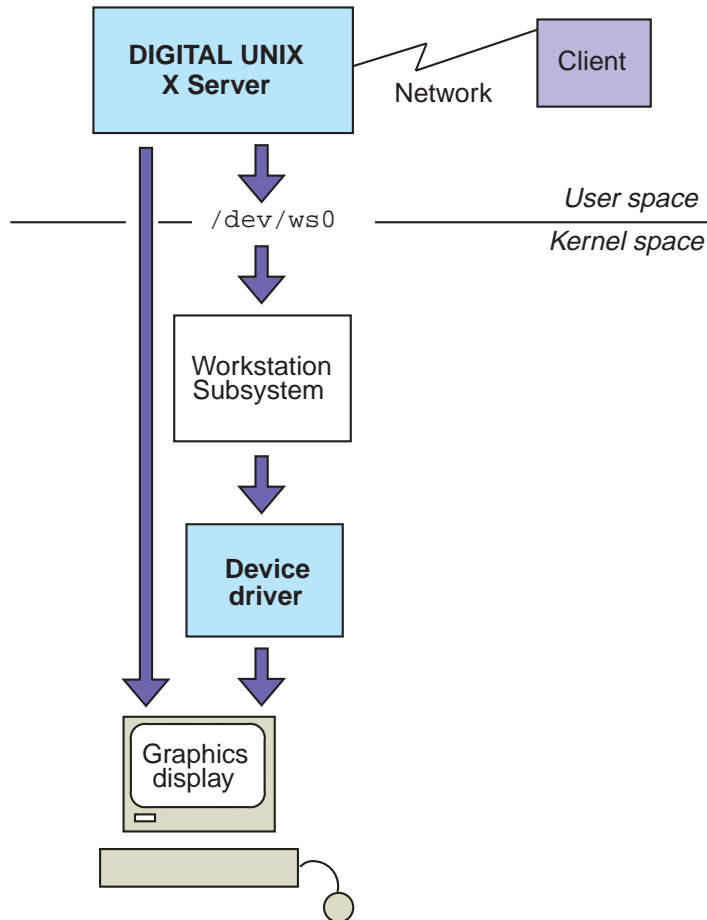 DIGITAL UNIX
X Server
Client
Network
User space
/dev/ws0
Kernel space
Workstation
Subsystem
Device
driver
Graphics
display